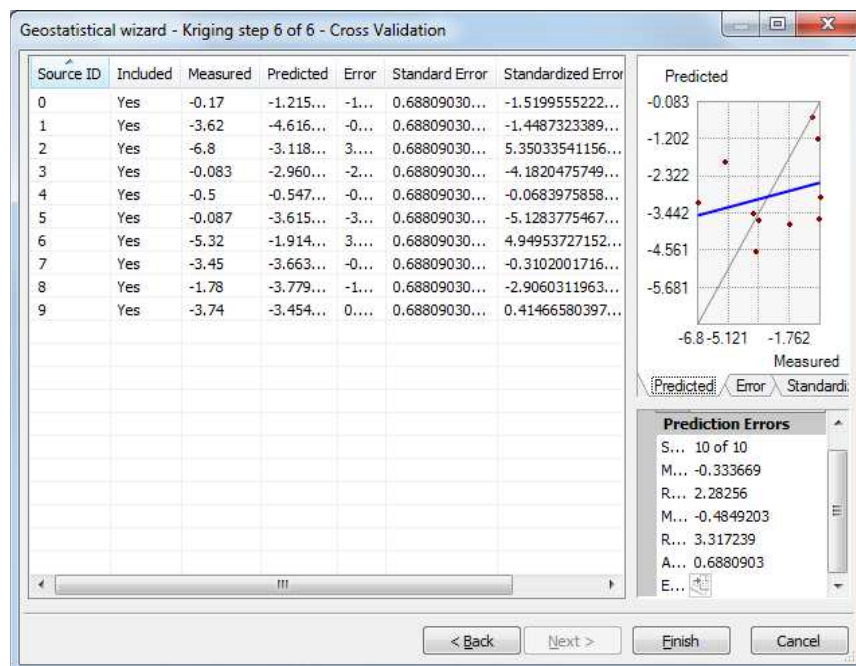 Geostatistical wizard - Kriging step 6 of 6 - Cross Validation
Source ID Included Measured Predicted Error Standard Error Standardized Error
0 Yes -0.17 -1.215... -1... 0.68809030... -1.5199555222...
1 Yes -3.62 -4.616... -0... 0.68809030... -1.4487323389...
2 Yes -6.8 -3.118... 3.... 0.68809030... 5.35033541156...
3 Yes -0.083 -2.960... -2... 0.68809030... -4.1820475749...
4 Yes -0.5 -0.547... -0... 0.68809030... -0.0683975858...
5 Yes -0.087 -3.615... -3... 0.68809030... -5.1283775467...
6 Yes -5.32 -1.914... 3.... 0.68809030... 4.94953727152...
7 Yes -3.45 -3.663... -0... 0.68809030... -0.3102001716...
8 Yes -1.78 -3.779... -1... 0.68809030... -2.9060311963...
9 Yes -3.74 -3.454... 0.... 0.68809030... 0.41466580397...
Predicted
-0.083
-1.202
-2.322
-3.442
-4.561
-5.681
-6.8 -5.121 -1.762
Measured
Predicted Error Standardi
Prediction Errors
S... 10 of 10
M... -0.333669
R... 2.28256
M... -0.4849203
R... 3.317239
A... 0.6880903
E...
< Back Next > Finish Cancel